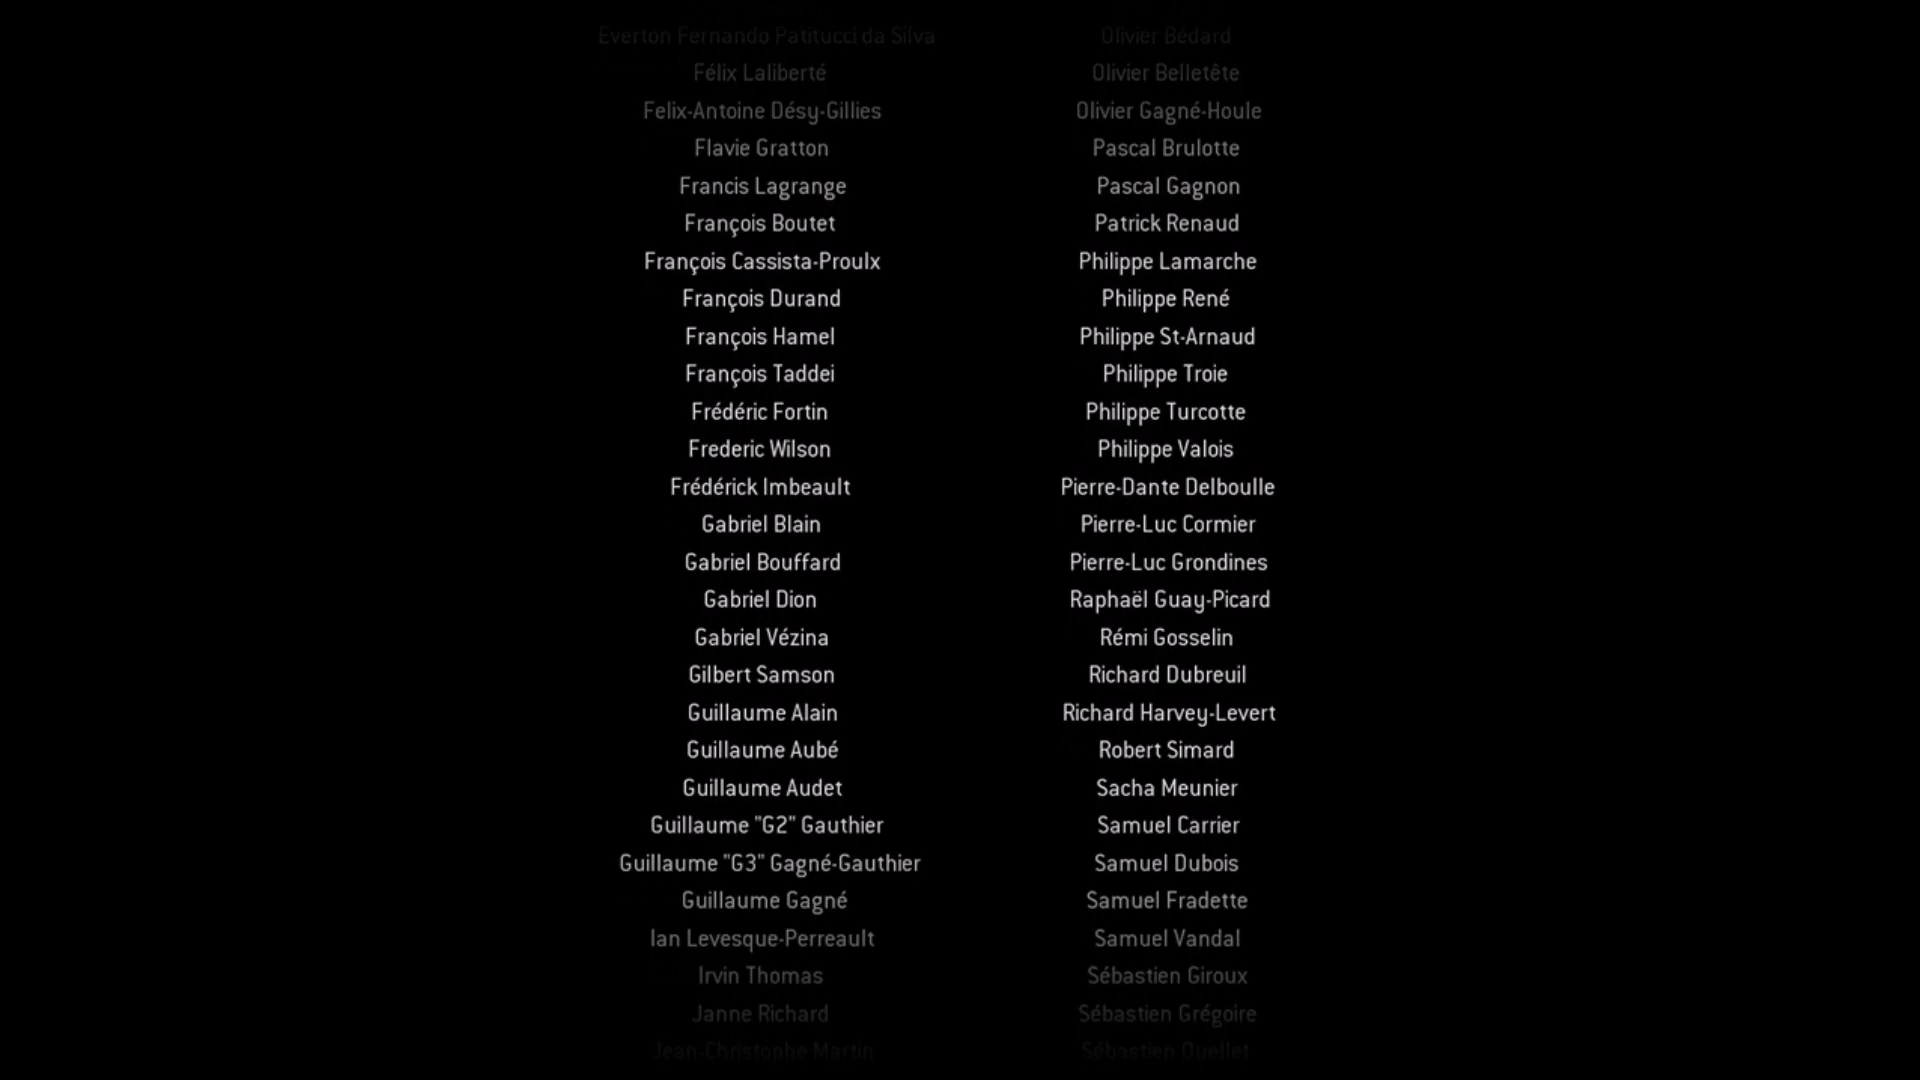 Everton Fernando Patitucci da Silva
Félix Laliberté
Felix-Antoine Désy-Gillies
Flavie Gratton
Francis Lagrange
François Boutet
François Cassista-Proulx
François Durand
François Hamel
François Taddei
Frédéric Fortin
Frederic Wilson
Frédérick Imbeault
Gabriel Blain
Gabriel Bouffard
Gabriel Dion
Gabriel Vézina
Gilbert Samson
Guillaume Alain
Guillaume Aubé
Guillaume Audet
Guillaume "G2" Gauthier
Guillaume "G3" Gagné-Gauthier
Guillaume Gagné
Ian Levesque-Perreault
Irvin Thomas
Janne Richard
Jean-Christophe Martin
Olivier Bédard
Olivier Belletête
Olivier Gagné-Houle
Pascal Brulotte
Pascal Gagnon
Patrick Renaud
Philippe Lamarche
Philippe René
Philippe St-Arnaud
Philippe Troie
Philippe Turcotte
Philippe Valois
Pierre-Dante Delboulle
Pierre-Luc Cormier
Pierre-Luc Grondines
Raphaël Guay-Picard
Rémi Gosselin
Richard Dubreuil
Richard Harvey-Levert
Robert Simard
Sacha Meunier
Samuel Carrier
Samuel Dubois
Samuel Fradette
Samuel Vandal
Sébastien Giroux
Sébastien Grégoire
Sébastien Ouellet